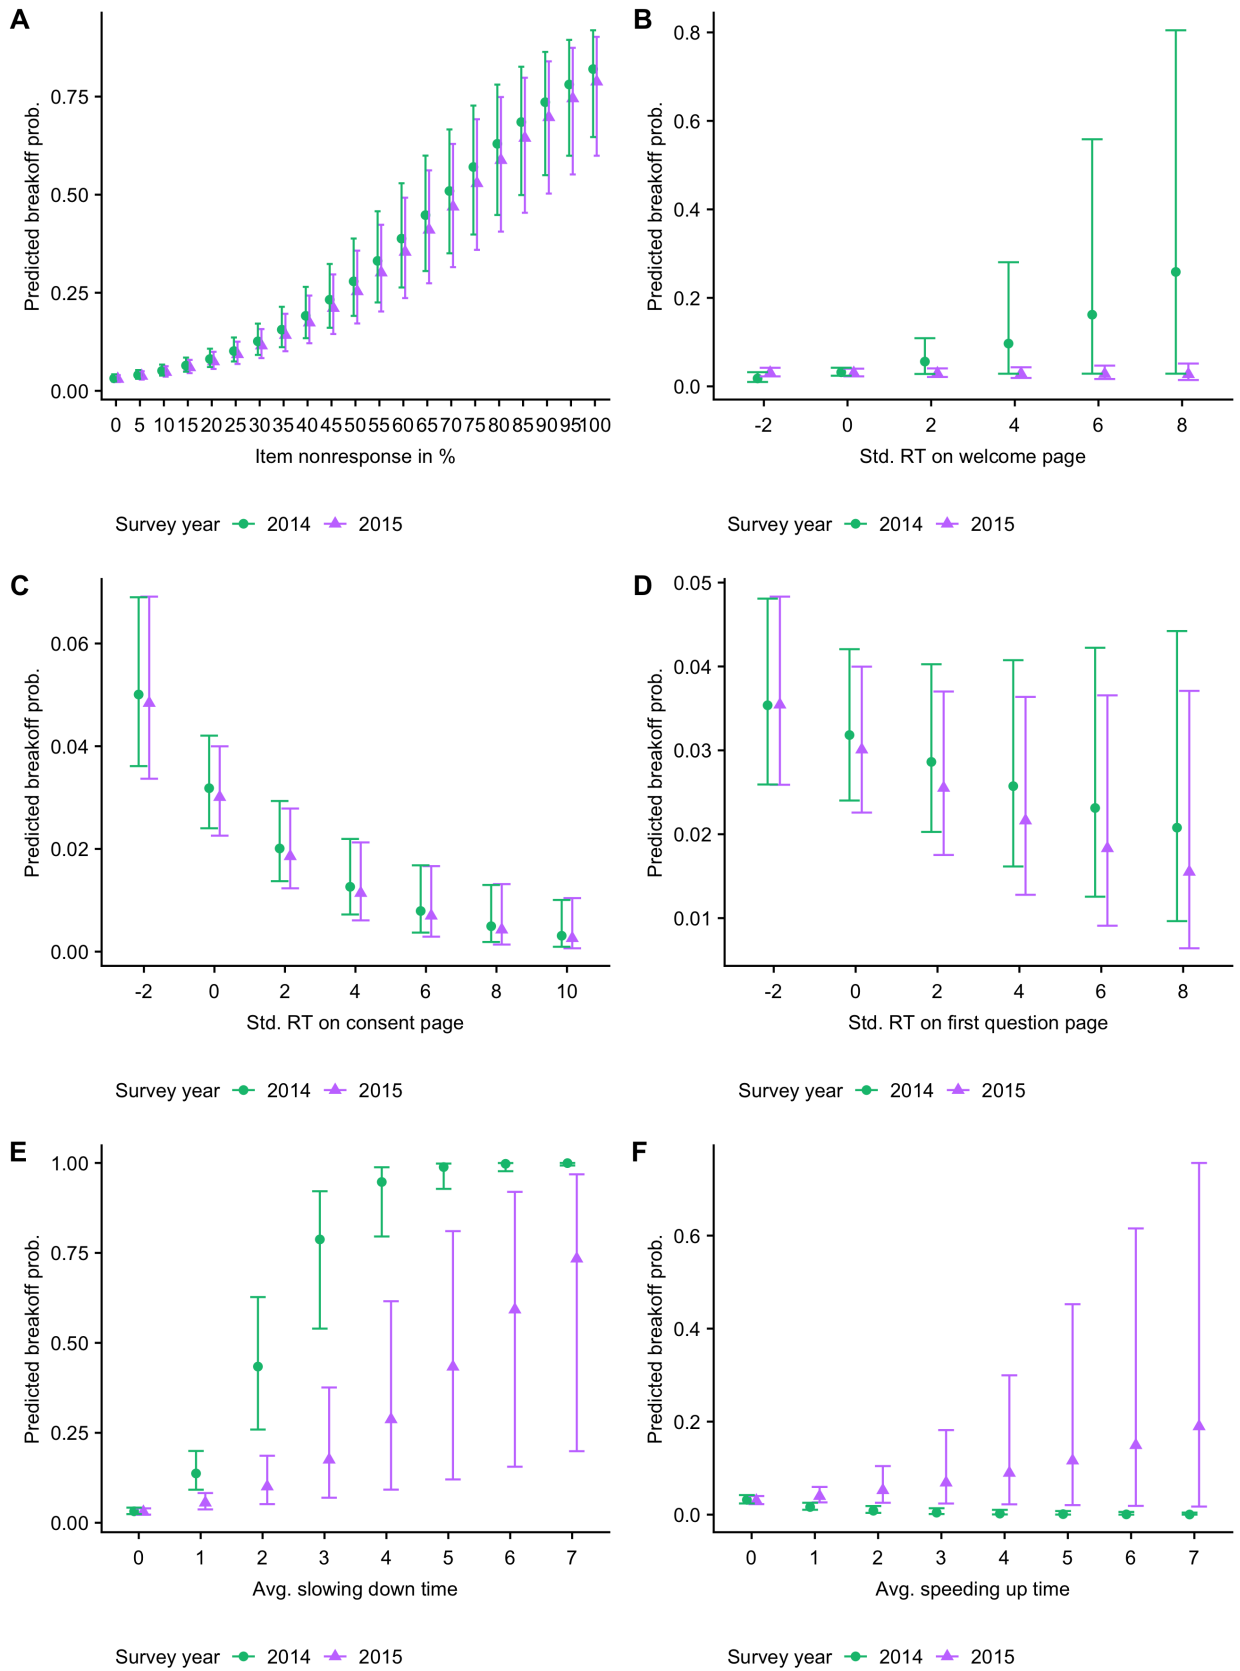 A
Predicted breakoff prob.
0.75
0.50
0.25
0.00
0 5 10 15 20 25 30 35 40 45 50 55 60 65 70 75 80 85 90 95 100
Item nonresponse in %
Survey year 2014 2015
B
Predicted breakoff prob.
0.8
0.6
0.4
0.2
0.0
-2 0 2 4 6 8
Std. RT on welcome page
Survey year 2014 2015
C
Predicted breakoff prob.
0.06
0.04
0.02
0.00
-2 0 2 4 6 8 10
Std. RT on consent page
Survey year 2014 2015
D
Predicted breakoff prob.
0.05
0.04
0.03
0.02
0.01
-2 0 2 4 6 8
Std. RT on first question page
Survey year 2014 2015
E
Predicted breakoff prob.
1.00
0.75
0.50
0.25
0.00
0 1 2 3 4 5 6 7
Avg. slowing down time
Survey year 2014 2015
F
Predicted breakoff prob.
0.6
0.4
0.2
0.0
0 1 2 3 4 5 6 7
Avg. speeding up time
Survey year 2014 2015